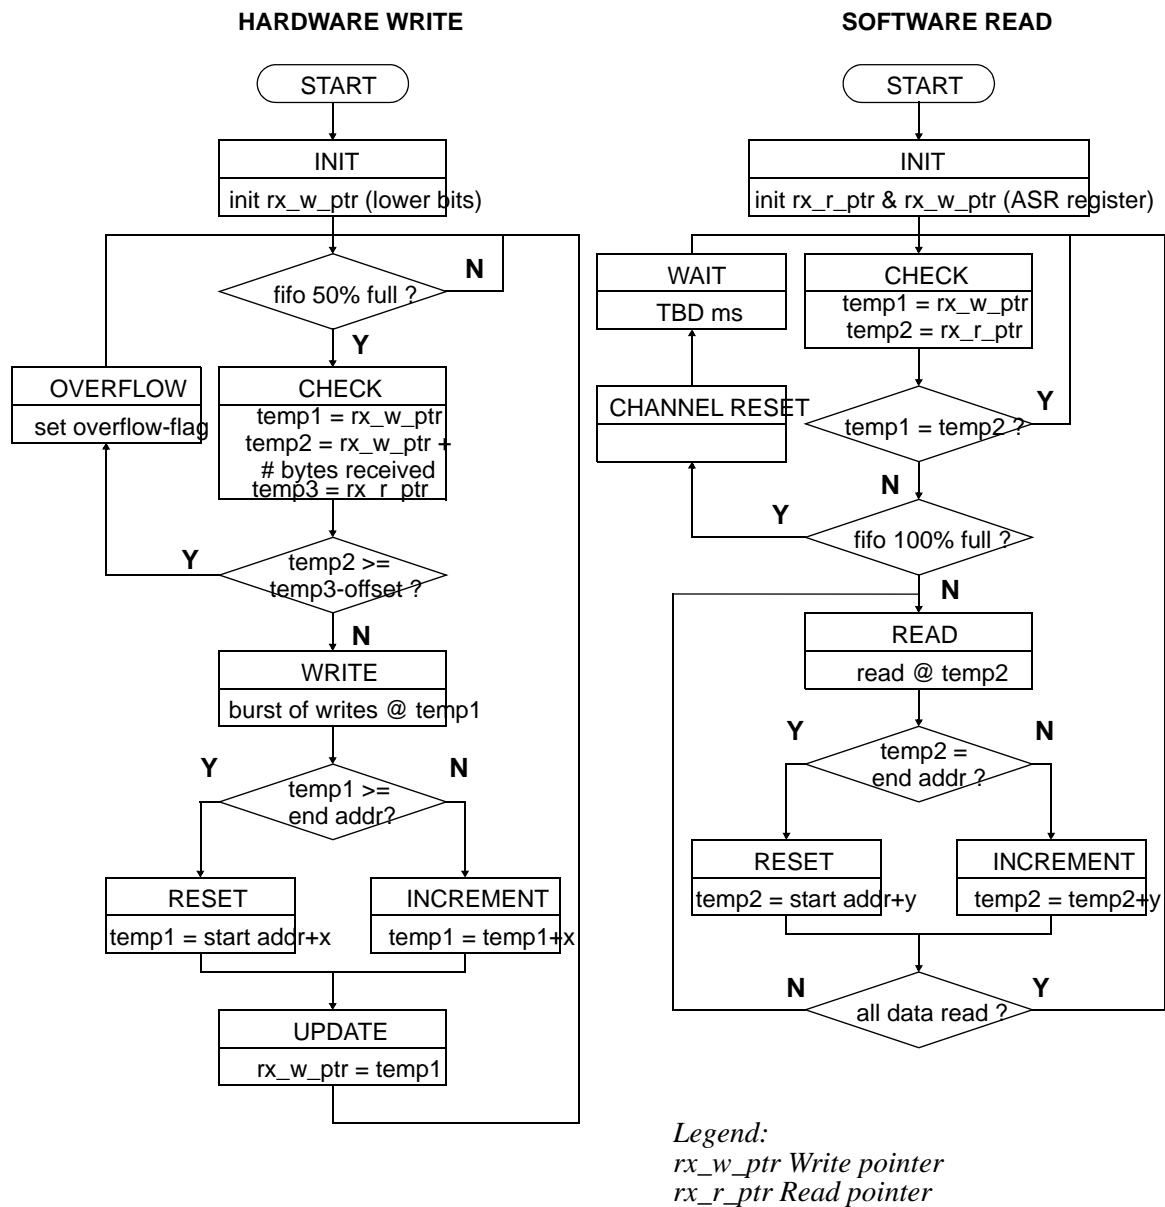 HARDWARE WRITE
START
INIT
init rx_w_ptr (lower bits)
fifo 50% full ?
N
Y
OVERFLOW
set overflow-flag
CHECK
temp1 = rx_w_ptr
temp2 = rx_w_ptr +
# bytes received
temp3 = rx_r_ptr
Y
temp2 >=
temp3-offset ?
N
WRITE
burst of writes @ temp1
Y
temp1 >=
end addr?
N
RESET
temp1 = start addr+x
INCREMENT
temp1 = temp1+x
UPDATE
rx_w_ptr = temp1
SOFTWARE READ
START
INIT
init rx_r_ptr & rx_w_ptr (ASR register)
WAIT
TBD ms
CHECK
temp1 = rx_w_ptr
temp2 = rx_r_ptr
CHANNEL RESET
temp1 = temp2 ?
Y
N
Y
fifo 100% full ?
N
READ
read @ temp2
Y
temp2 =
end addr ?
N
RESET
temp2 = start addr+y
INCREMENT
temp2 = temp2+y
N
all data read ?
Y
Legend:
rx_w_ptr Write pointer
rx_r_ptr Read pointer